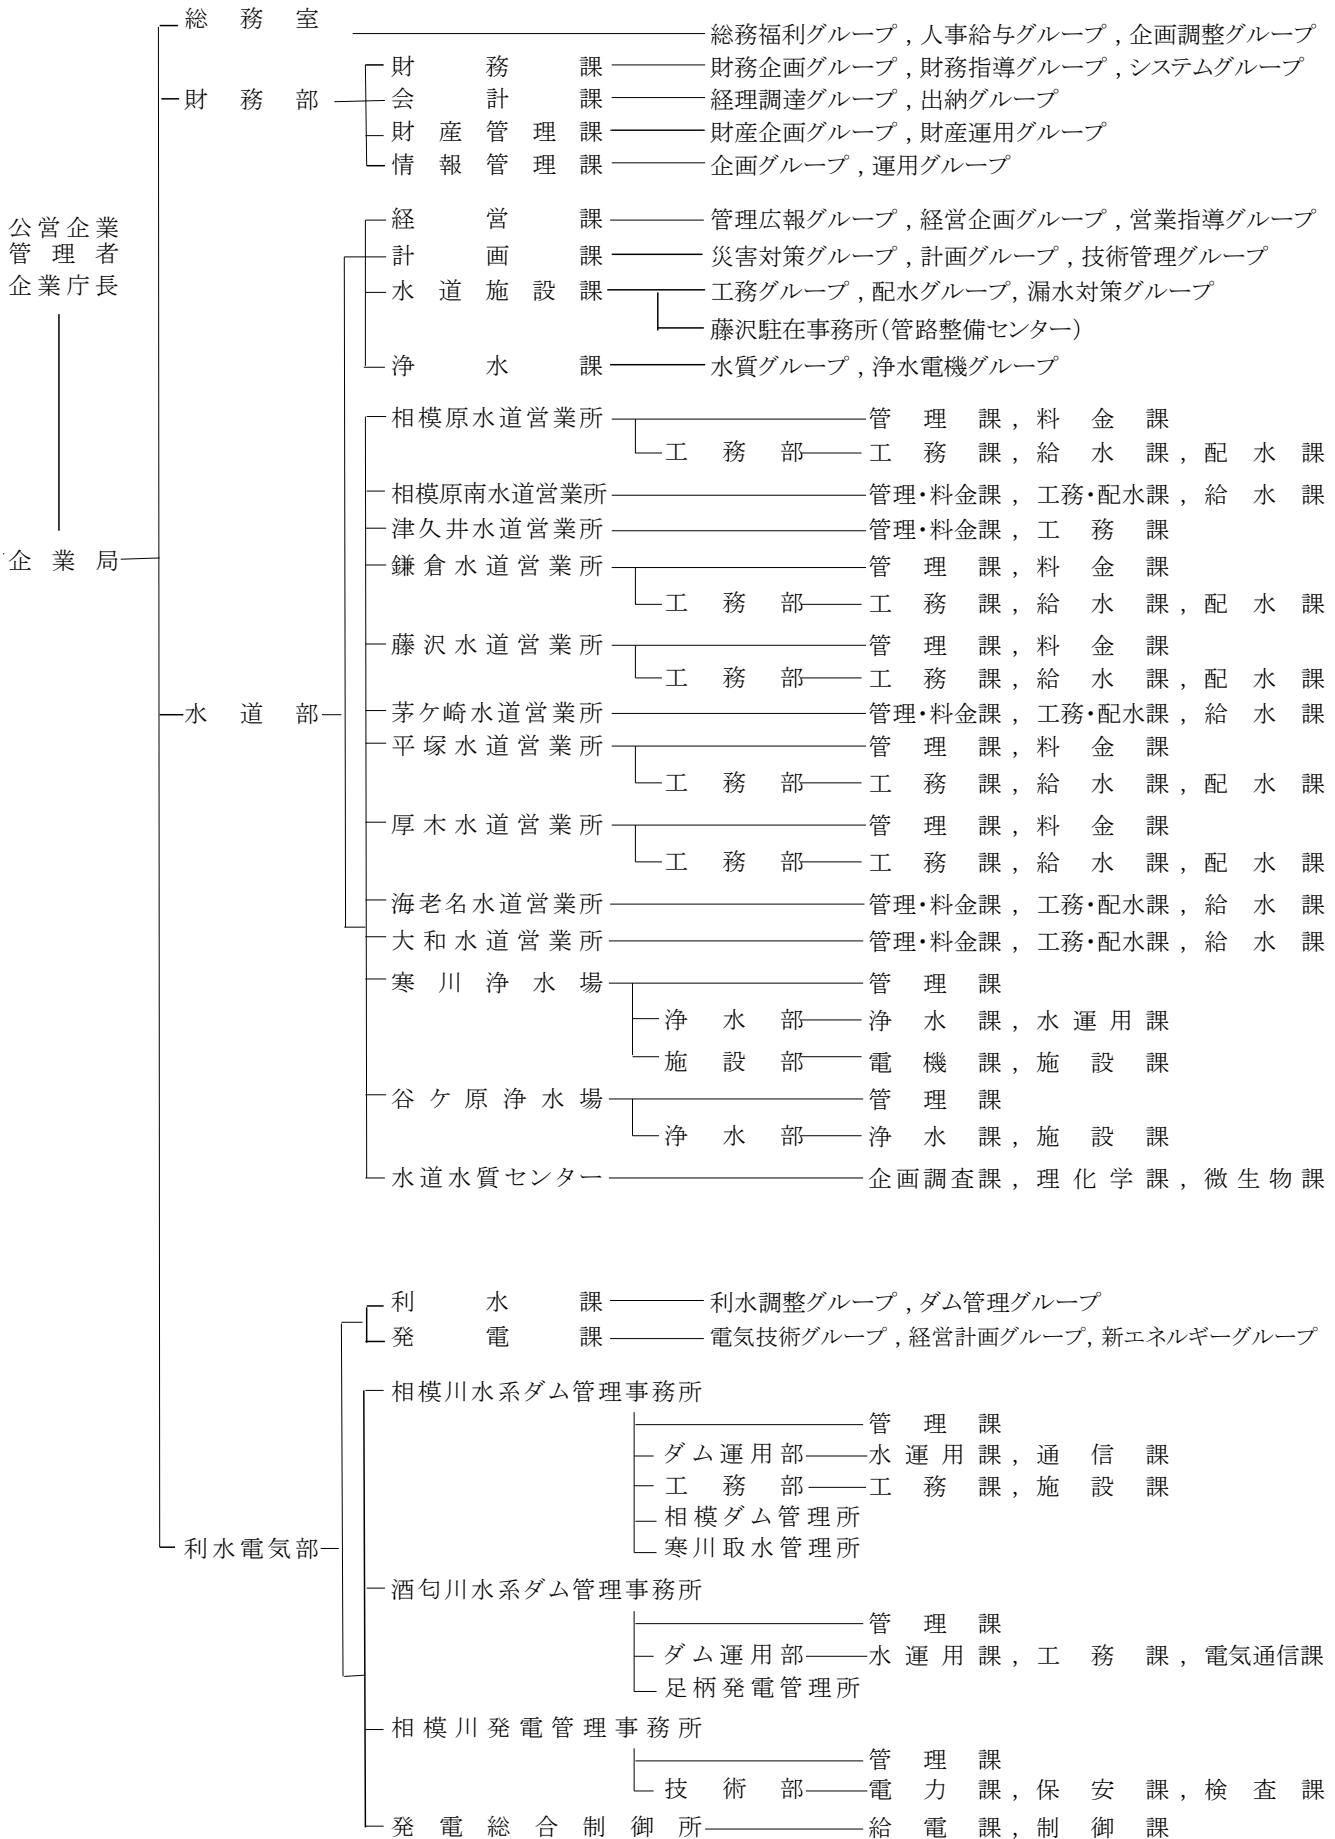 総務室
総務福利グループ , 人事給与グループ , 企画調整グループ
財務課 財務企画グループ , 財務指導グループ , システムグループ
財務部 会計課 経理調達グループ , 出納グループ
財産管理課 財産企画グループ , 財産運用グループ
情報管理課 企画グループ , 運用グループ
公営企業
管理者
企業庁長
経営課 管理広報グループ , 経営企画グループ , 営業指導グループ
計画課 災害対策グループ , 計画グループ , 技術管理グループ
水道施設課 工務グループ , 配水グループ, 漏水対策グループ
藤沢駐在事務所(管路整備センター)
浄水課 水質グループ , 浄水電機グループ
相模原水道営業所 管理課 , 料金課
工務部 工務課 , 給水課 , 配水課
相模原南水道営業所 管理・料金課 , 工務・配水課 , 給水課
津久井水道営業所 管理・料金課 , 工務課
企業局
鎌倉水道営業所 管理課 , 料金課
工務部 工務課 , 給水課 , 配水課
藤沢水道営業所 管理課 , 料金課
工務部 工務課 , 給水課 , 配水課
水道部 茅ケ崎水道営業所 管理・料金課 , 工務・配水課 , 給水課
平塚水道営業所 管理課 , 料金課
工務部 工務課 , 給水課 , 配水課
厚木水道営業所 管理課 , 料金課
工務部 工務課 , 給水課 , 配水課
海老名水道営業所 管理・料金課 , 工務・配水課 , 給水課
大和水道営業所 管理・料金課 , 工務・配水課 , 給水課
寒川浄水場 管理課
浄水部 浄水課 , 水運用課
施設部 電機課 , 施設課
谷ケ原浄水場 管理課
浄水部 浄水課 , 施設課
水道水質センター 企画調査課 , 理化学課 , 微生物課
利水課 利水調整グループ , ダム管理グループ
発電課 電気技術グループ , 経営計画グループ, 新エネルギーグループ
相模川水系ダム管理事務所
管理課
ダム運用部 水運用課 , 通信課
工務部 工務課 , 施設課
相模ダム管理所
利水電気部 寒川取水管理所
酒匂川水系ダム管理事務所
管理課
ダム運用部 水運用課 , 工務課 , 電気通信課
足柄発電管理所
相模川発電管理事務所
管理課
技術部 電力課 , 保安課 , 検査課
発電総合制御所 給電課 , 制御課